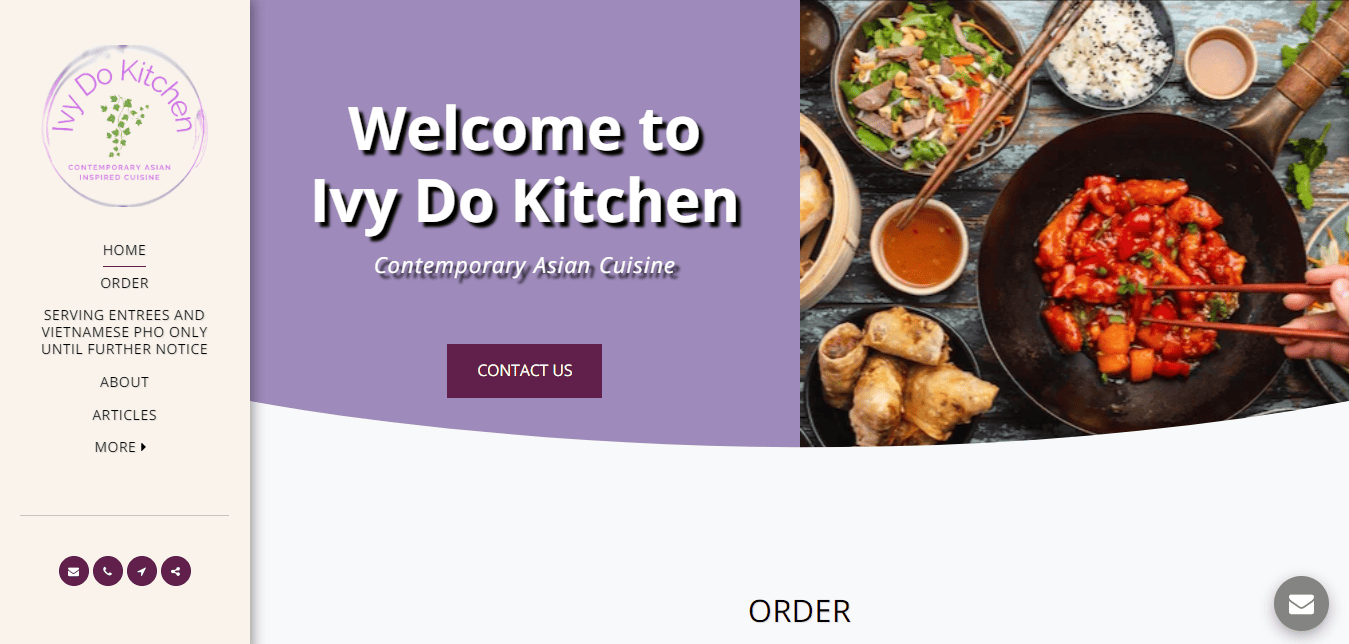 Ivy Do Kitchen
CONTEMPORARY ASIAN
INSPIRED CUISINE
HOME
ORDER
SERVING ENTREES AND
VIETNAMESE PHO ONLY
UNTIL FURTHER NOTICE
ABOUT
ARTICLES
MORE
Welcome to
Ivy Do Kitchen
Contemporary Asian Cuisine
CONTACT US
ORDER